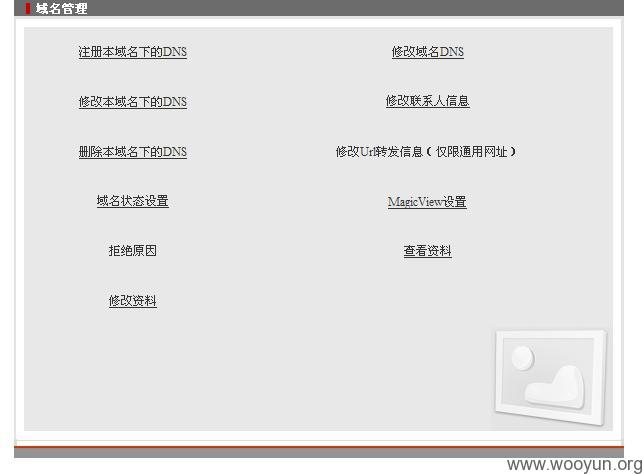 域名管理
注册本域名下的DNS
修改域名DNS
修改本域名下的DNS
修改联系人信息
删除本域名下的DNS
修改Url转发信息（仅限通用网址）
域名状态设置
MagicView设置
拒绝原因
查看资料
修改资料
www.wooyun.org